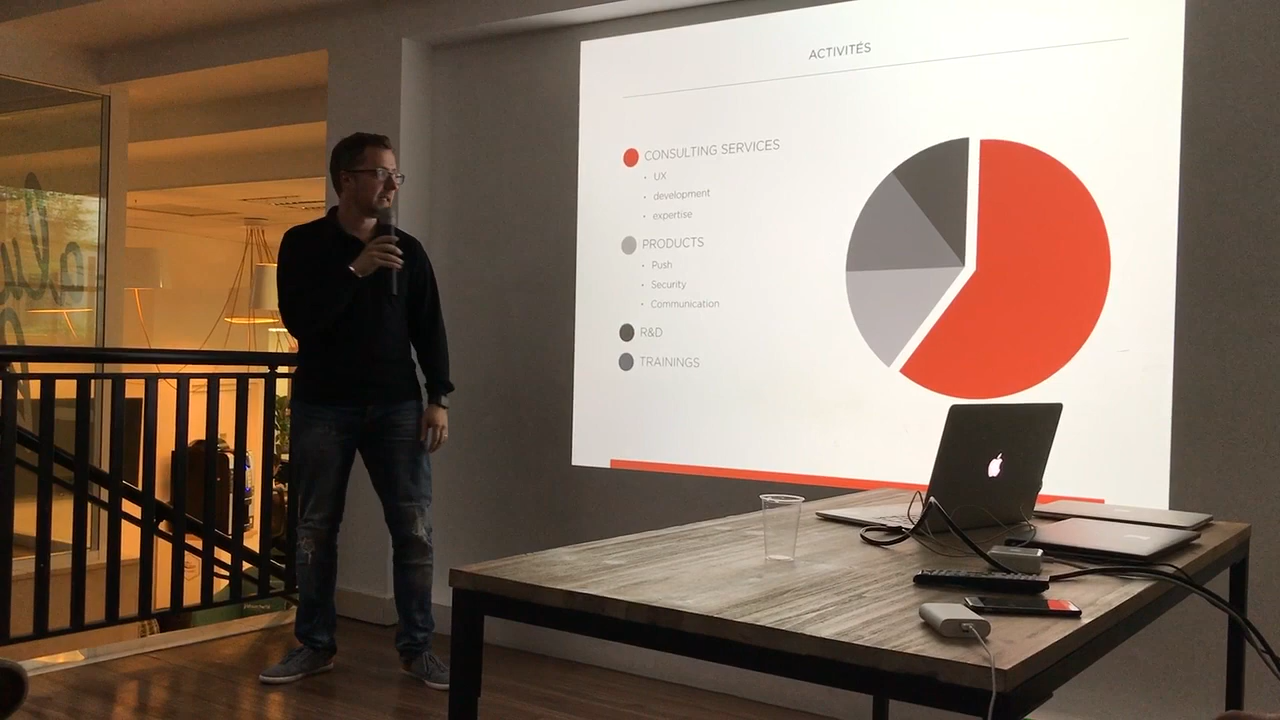 ACTIVITÉS
CONSULTING SERVICES
• UX
• development
• expertise
PRODUCTS
• Push
• Security
• Communication
R&D
TRAININGS